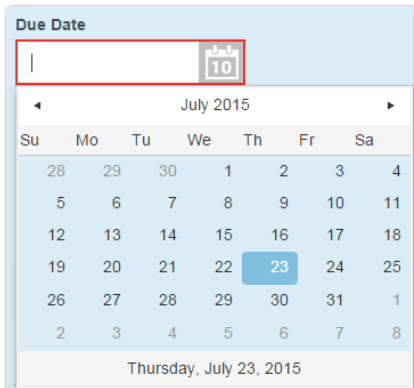 Due Date
10
July 2015
Su Mo Tu We Th Fr Sa
28 29 30 1 2 3 4
5 6 7 8 9 10 11
12 13 14 15 16 17 18
19 20 21 22 23 24 25
26 27 28 29 30 31 1
2 3 4 5 6 7 8
Thursday, July 23, 2015